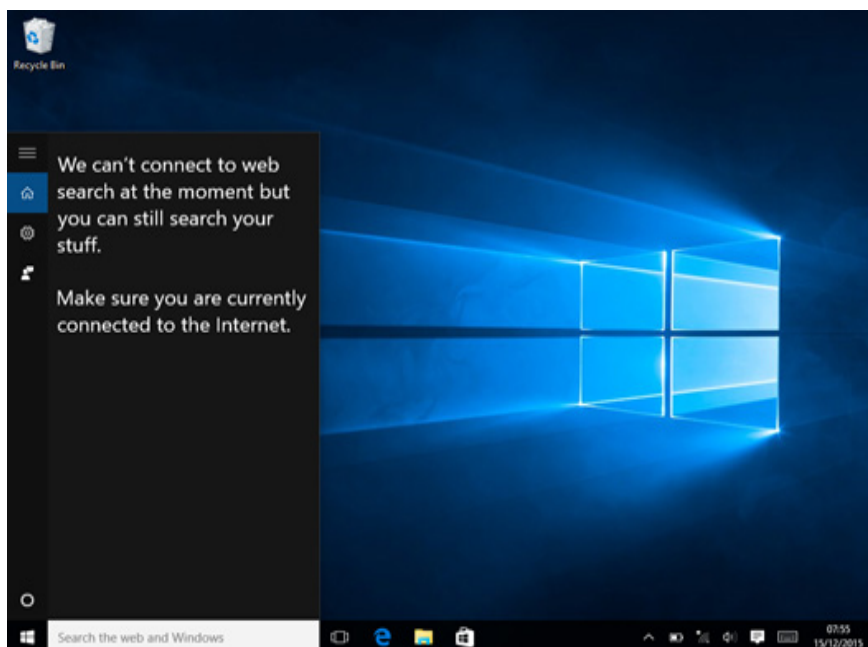 Recycle Bin
We can't connect to web
search at the moment but
you can still search your
stuff.
Make sure you are currently
connected to the Internet.
Search the web and Windows
07:55
15/12/2015